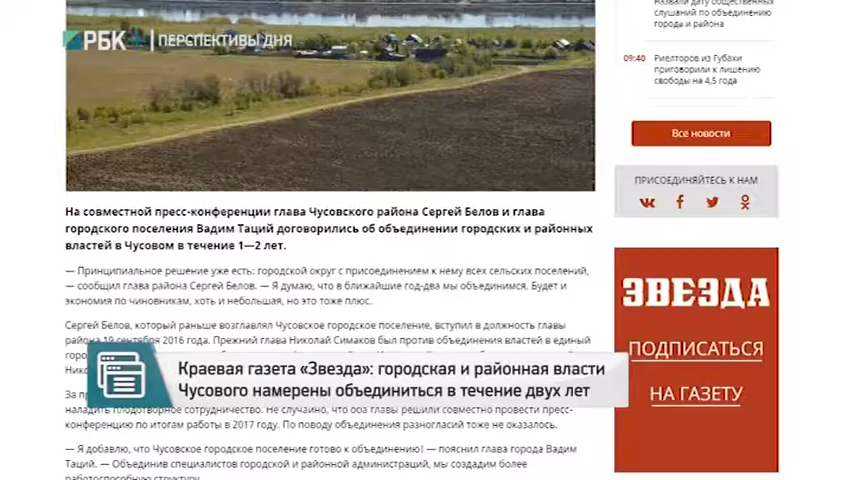 РБК+ ПЕРСПЕКТИВЫ ДНЯ
На совместной пресс-конференции глава Чусовского района Сергей Белов и глава
городского поселения Вадим Таций договорились об объединении городских и районных
властей в Чусовом в течение 1—2 лет.
— Принципиальное решение уже есть: городской округ с присоединением к нему всех сельских поселений,
— сообщил глава района Сергей Белов. — Я думаю, что в ближайшие год-два мы объединимся. Будет и
экономия по чиновникам, хоть и небольшая, но это тоже плюс.
Сергей Белов, который раньше возглавлял Чусовское городское поселение, вступил в должность главы
района 19 сентября 2016 года. Прежний глава Николай Симаков был против объединения власти в единый
Краевая газета «Звезда»: городская и районная власти
Чусового намерены объединиться в течение двух лет
наладить плодотворное сотрудничество. Не случайно, что оба главы решили совместно провести пресс-
конференцию по итогам работы в 2017 году. По поводу объединения разногласий тоже не оказалось.
— Я добавлю, что Чусовское городское поселение готово к объединению! — пояснил глава города Вадим
Таций. — Объединив специалистов городской и районной администраций, мы создадим более
работоспособную структуру.
Назвали дату общественных
слушаний по объединению
города и района
09:40 Риелторов из Губахи
приговорили к лишению
свободы на 4,5 года
Все новости
ПРИСОЕДИНЯЙТЕСЬ К НАМ
ЗВЕЗДА
ПОДПИСАТЬСЯ
НА ГАЗЕТУ